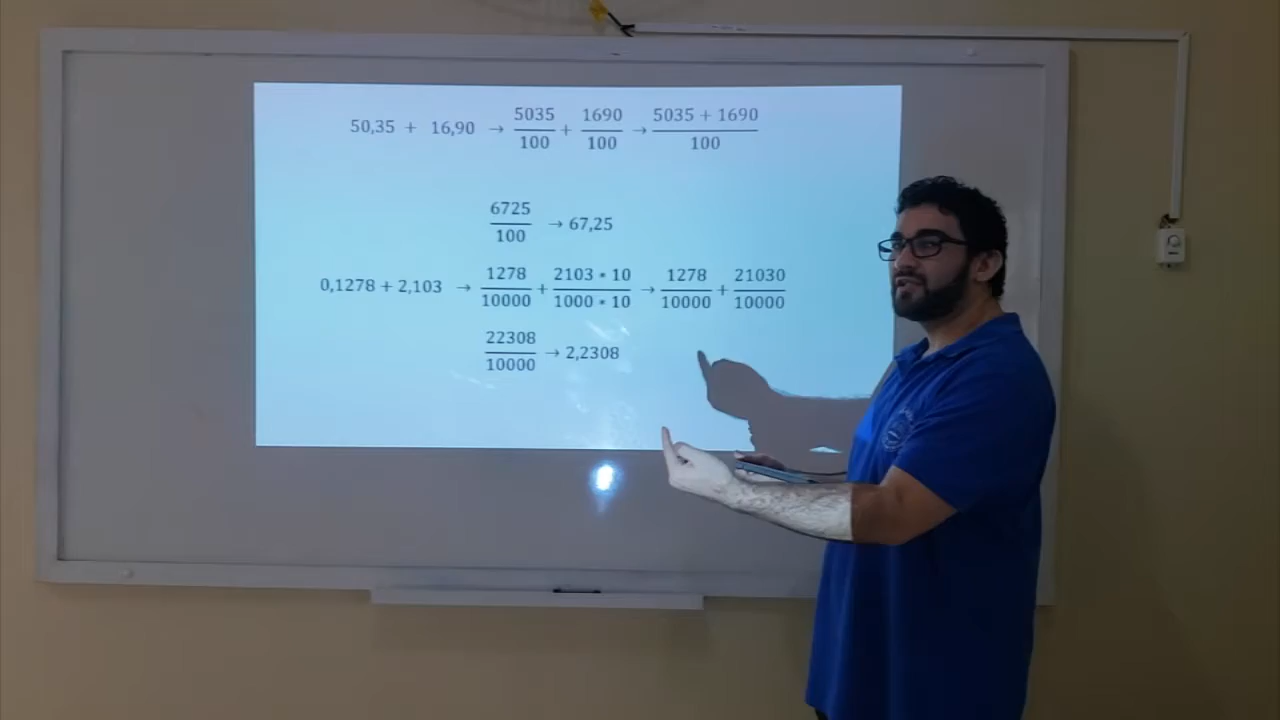 50,35 + 16,90 → 5035/100 + 1690/100 → 5035 + 1690/100
6725/100 → 67,25
0,1278 + 2,103 → 1278/10000 + 2103 * 10/1000 * 10 → 1278/10000 + 21030/10000
22308/10000 → 2,2308